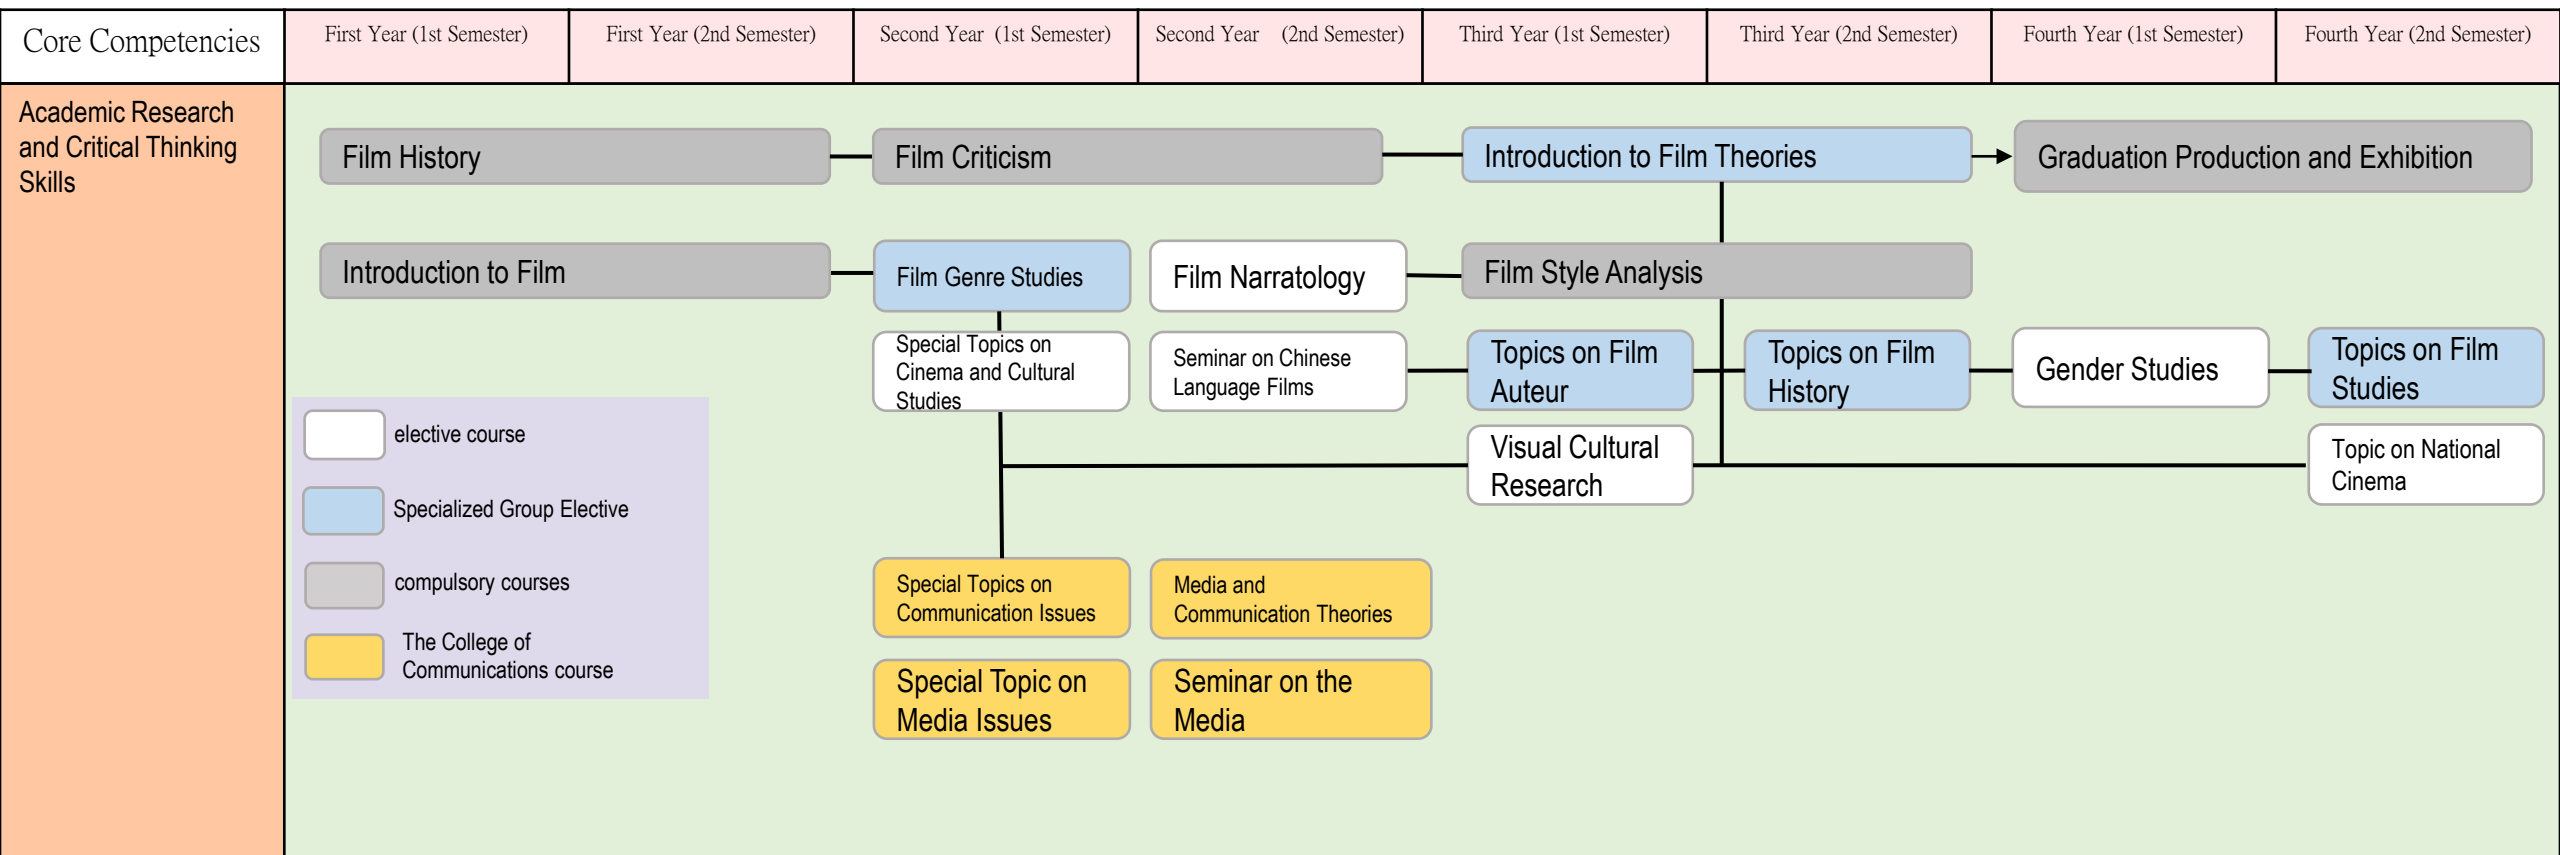 Core Competencies
First Year (1st Semester)
First Year (2nd Semester)
Second Year (1st Semester)
Second Year (2nd Semester)
Third Year (1st Semester)
Third Year (2nd Semester)
Fourth Year (1st Semester)
Fourth Year (2nd Semester)
Academic Research
and Critical Thinking
Skills
Film History
Film Criticism
Introduction to Film Theories
Graduation Production and Exhibition
Introduction to Film
Film Genre Studies
Film Narratology
Film Style Analysis
Special Topics on
Cinema and Cultural
Studies
Seminar on Chinese
Language Films
Topics on Film
Auteur
Topics on Film
History
Gender Studies
Topics on Film
Studies
Visual Cultural
Research
Topic on National
Cinema
elective course
Specialized Group Elective
compulsory courses
The College of
Communications course
Special Topics on
Communication Issues
Media and
Communication Theories
Special Topic on
Media Issues
Seminar on the
Media